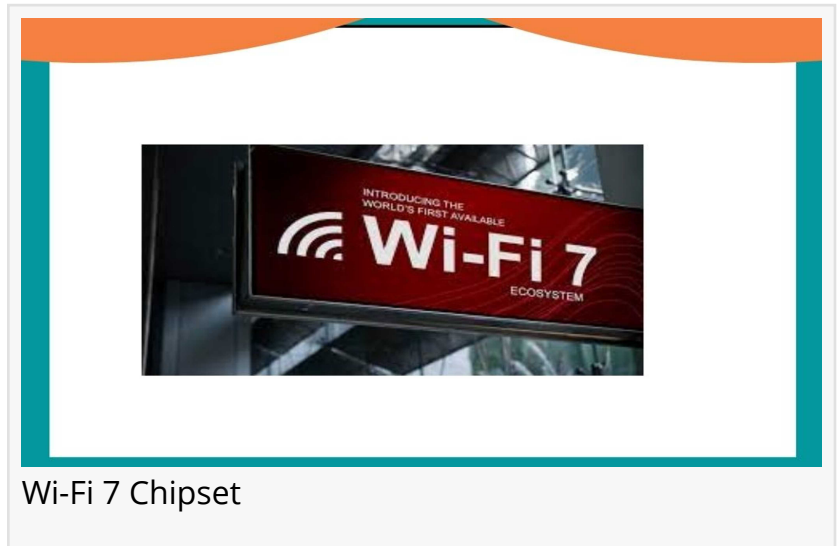 INTRODUCING THE
WORLD'S FIRST AVAILABLE
Wi-Fi 7
ECOSYSTEM
Wi-Fi 7 Chipset